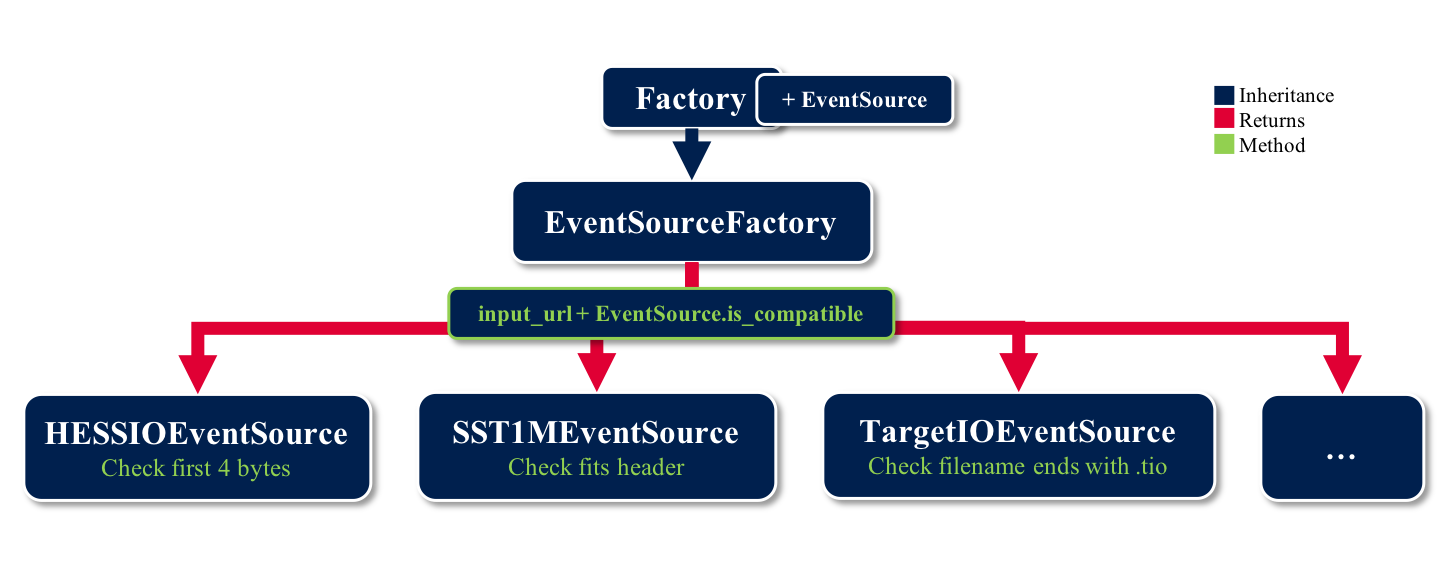 Factory
+ EventSource
Inheritance
Returns
Method
EventSourceFactory
input_url + EventSource.is_compatible
HESSIOEventSource
Check first 4 bytes
SST1MEventSource
Check fits header
TargetIOEventSource
Check filename ends with .tio
...